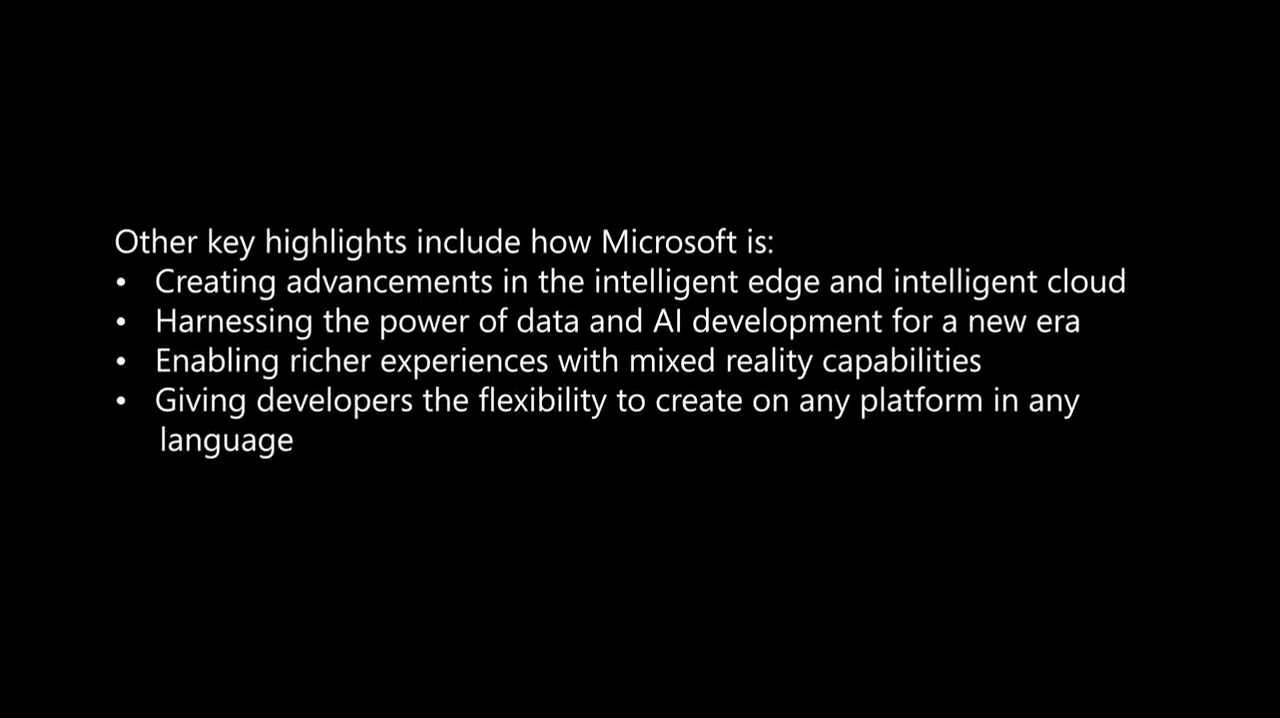 Other key highlights include how Microsoft is:
• Creating advancements in the intelligent edge and intelligent cloud
• Harnessing the power of data and AI development for a new era
• Enabling richer experiences with mixed reality capabilities
• Giving developers the flexibility to create on any platform in any
language